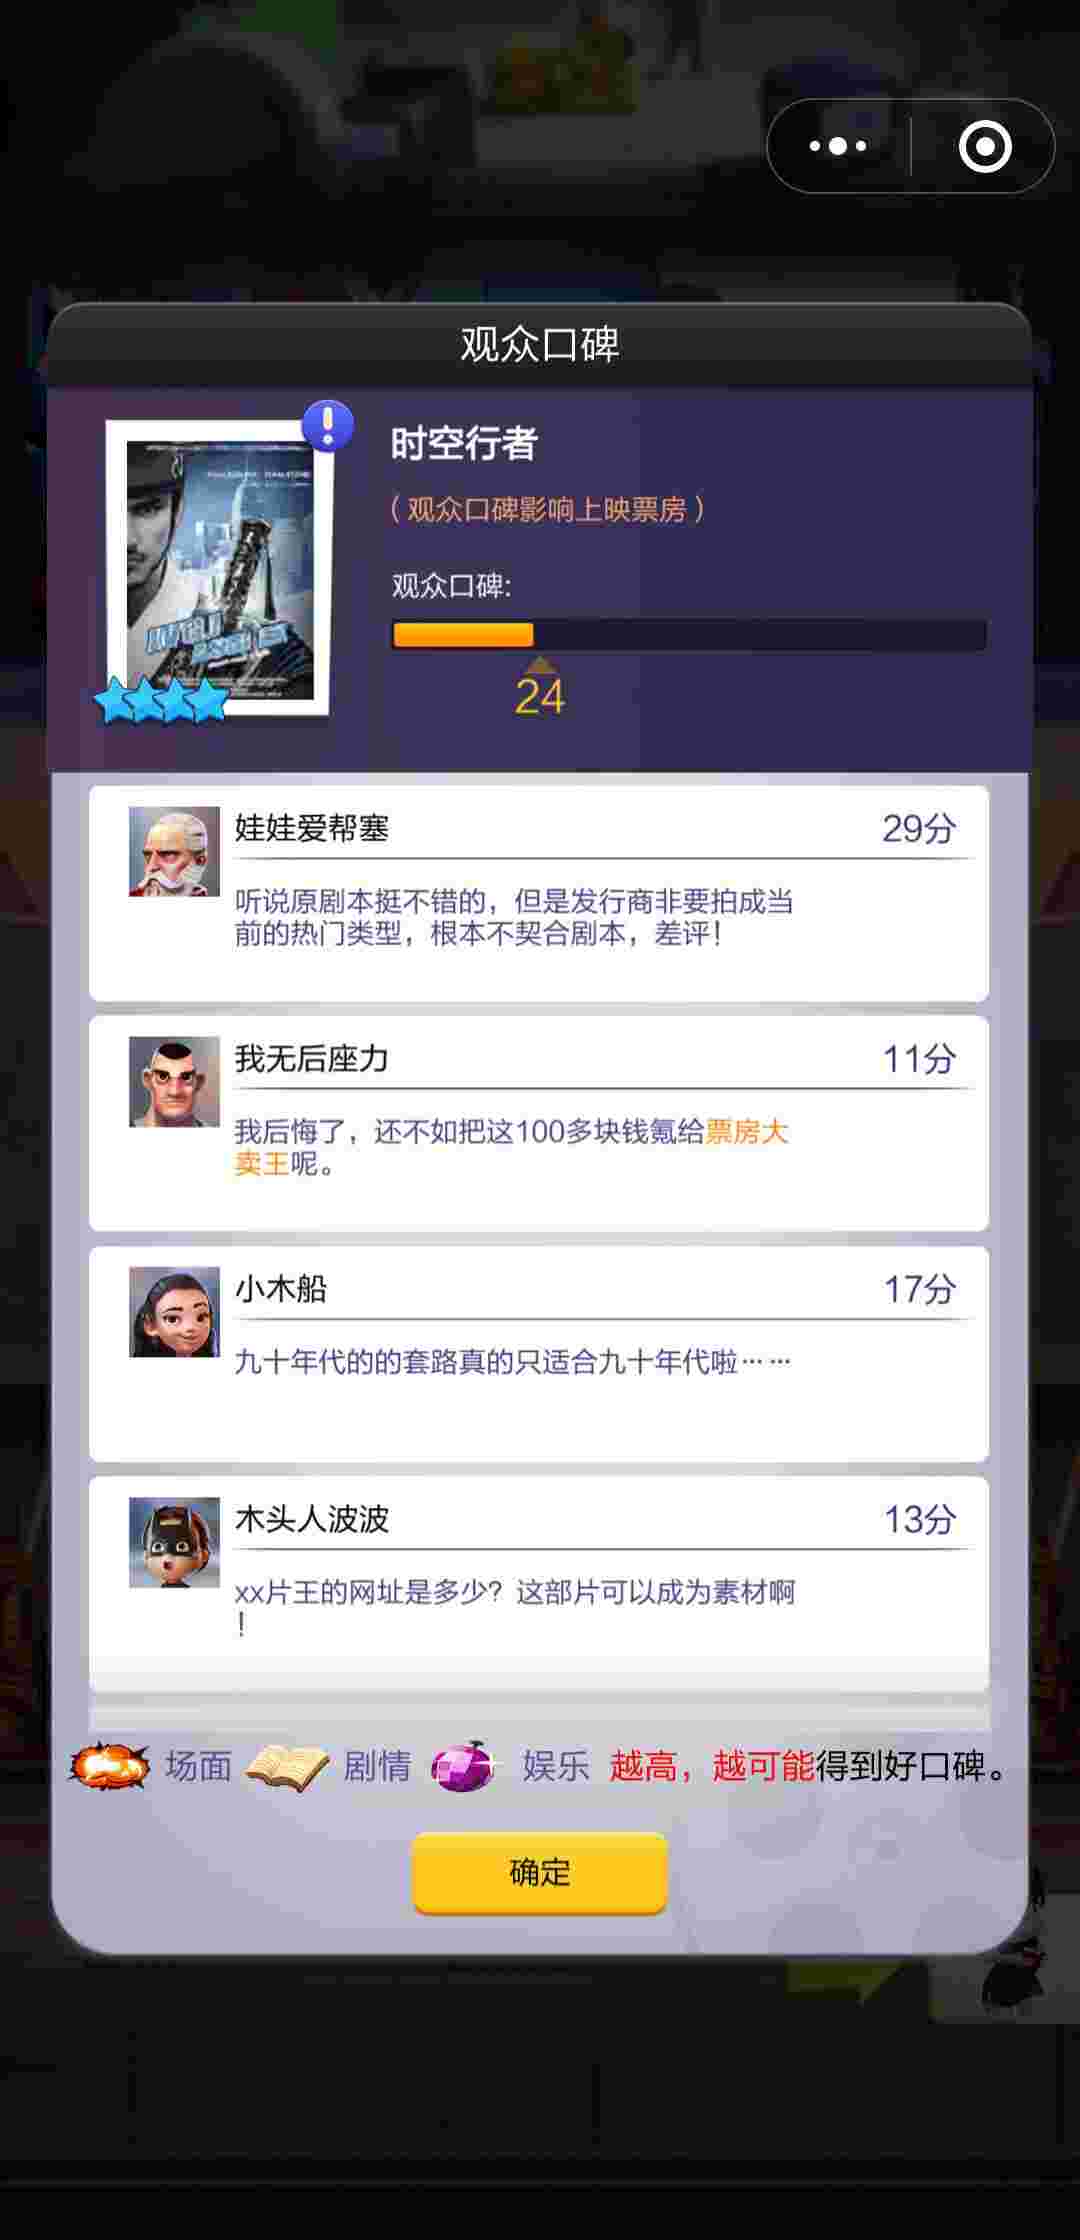 观众口碑
时空行者
（观众口碑影响上映票房）
观众口碑:
24
娃娃爱帮塞
29分
听说原剧本挺不错的，但是发行商非要拍成当
前的热门类型，根本不契合剧本，差评！
我无后座力
11分
我后悔了，还不如把这100多块钱氪给票房大
卖王呢。
小木船
17分
九十年代的的套路真的只适合九十年代啦……
木头人波波
13分
xx片王的网址是多少？这部片可以成为素材啊
！
场面 剧情 娱乐 越高，越可能得到好口碑。
确定